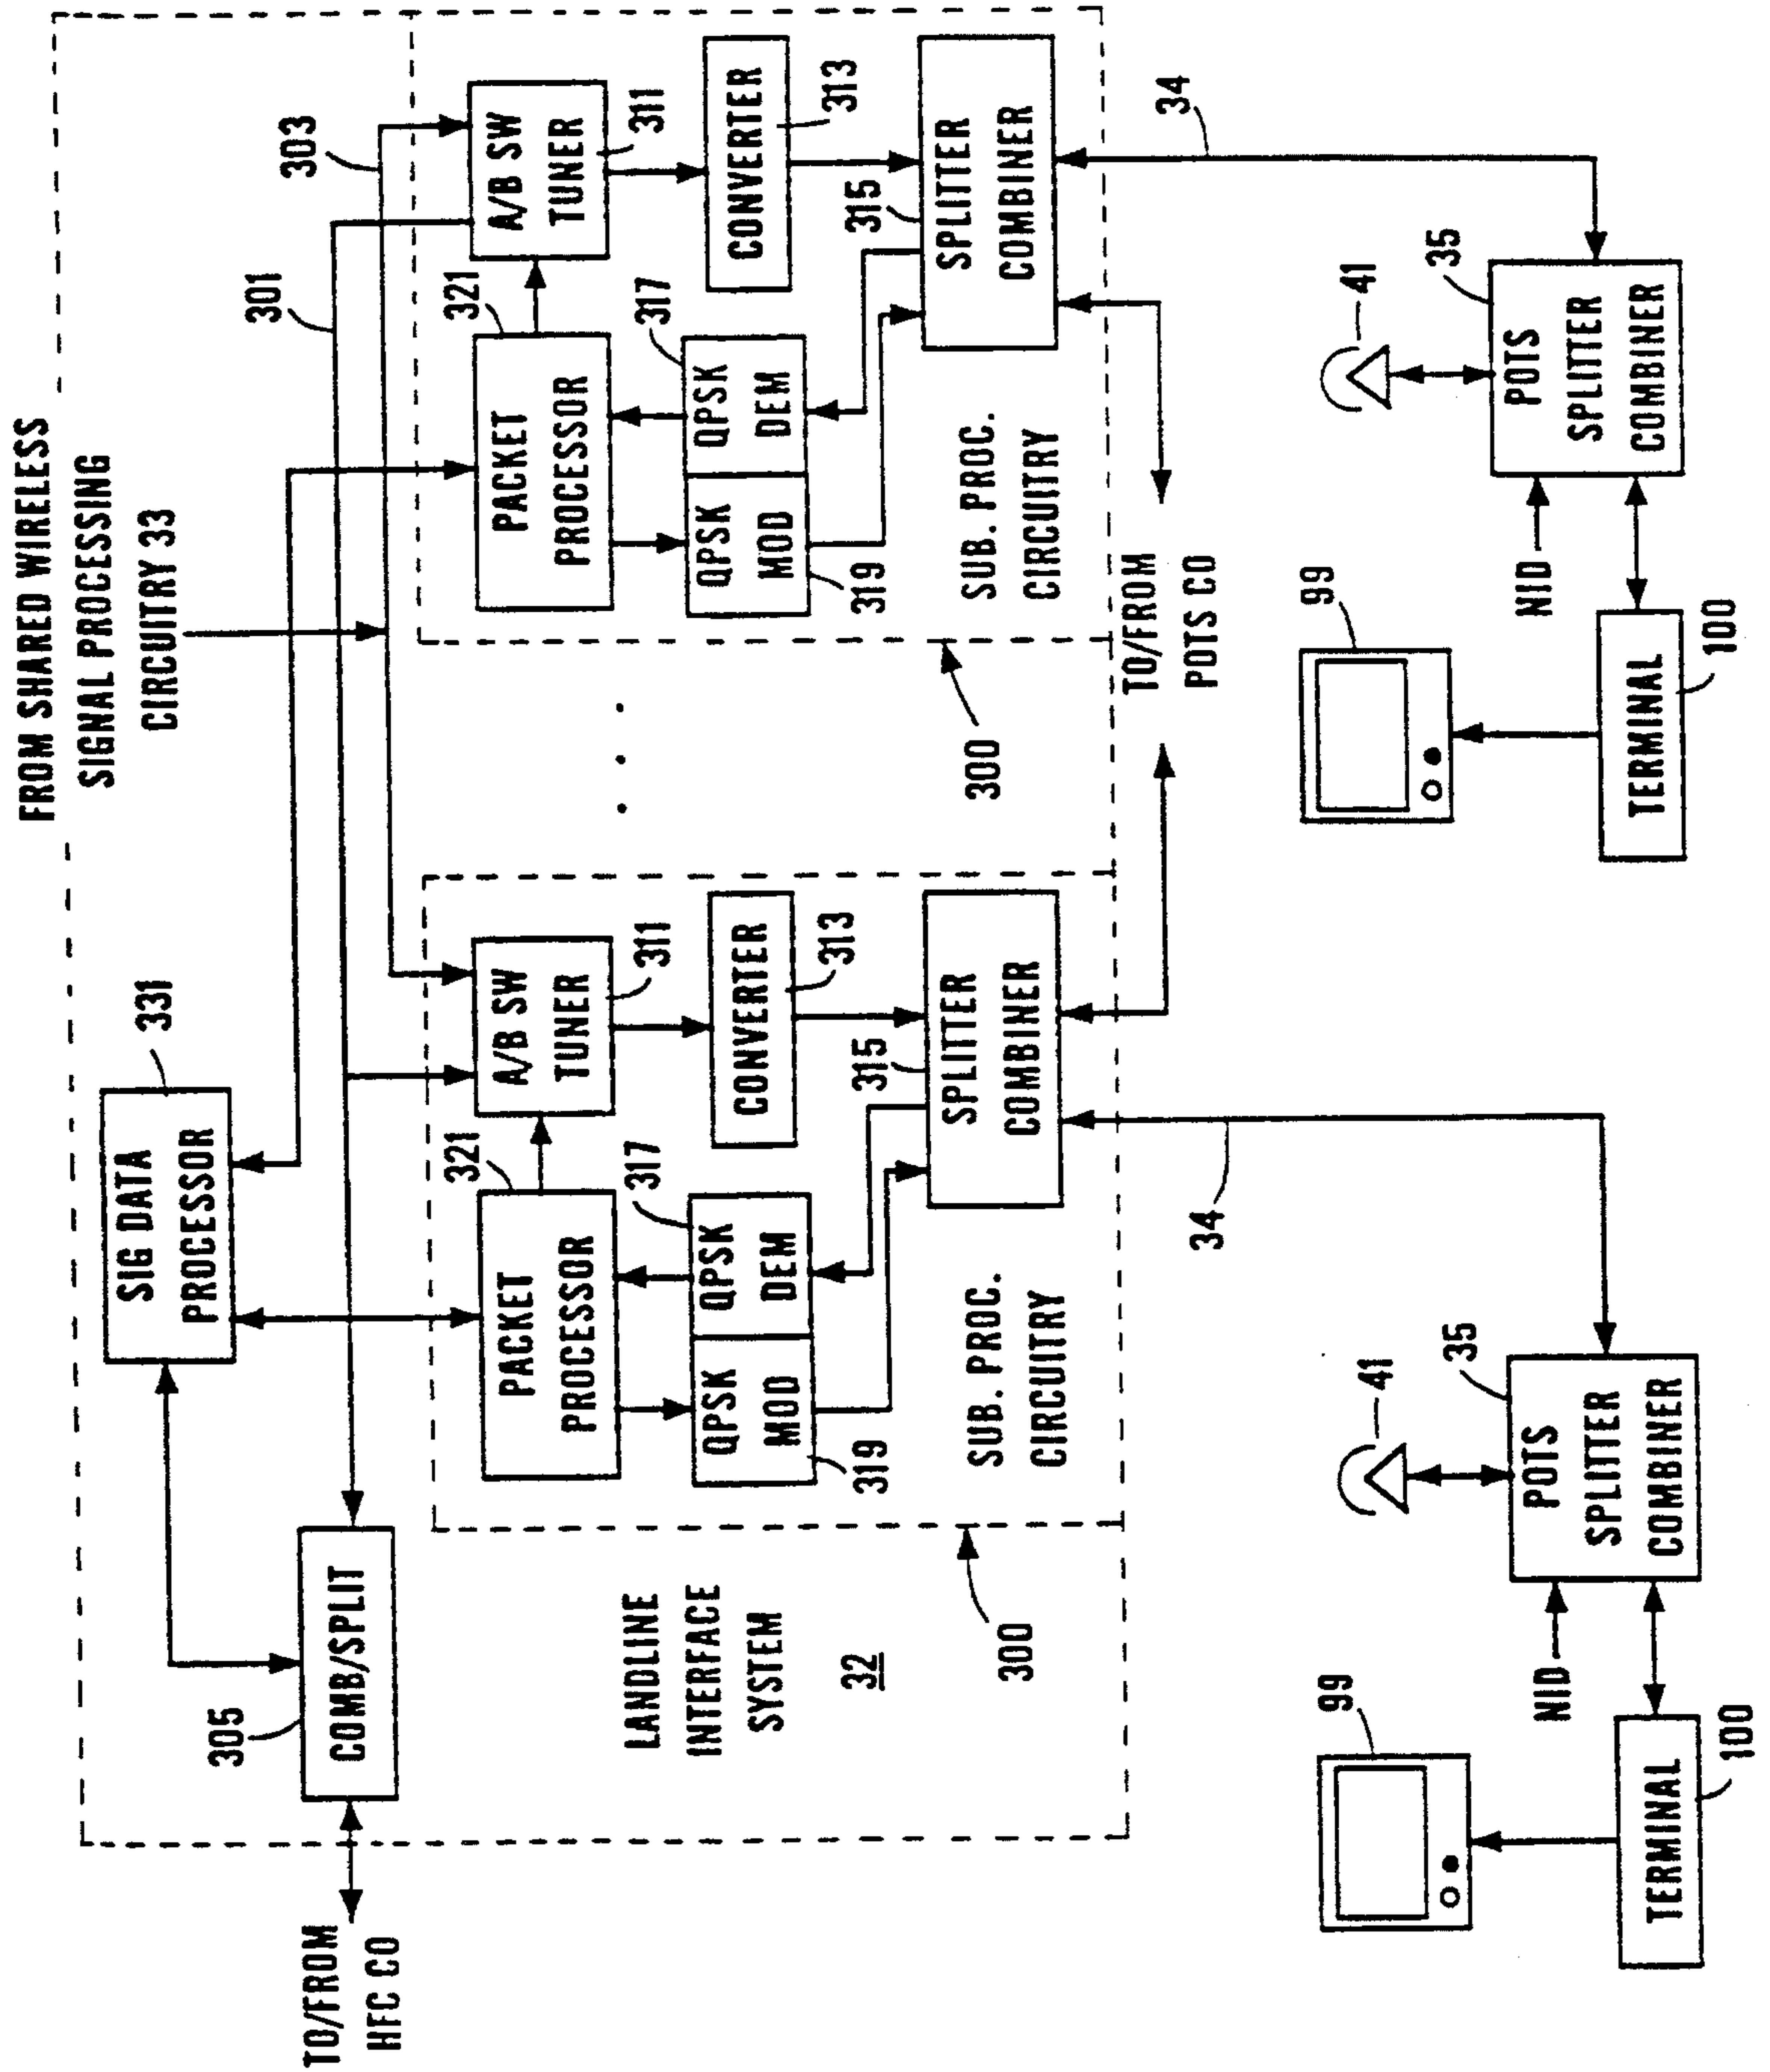 FROM SHARED WIRELESS
SIGNAL PROCESSING
CIRCUITRY 33
TO/FROM
HFC CO
305
COMB/SPLIT
331
SIG DATA
PROCESSOR
301
303
LANDLINE
INTERFACE
SYSTEM
32
300
321
PACKET
PROCESSOR
A/B SW
TUNER
311
317
QPSK
MOD
QPSK
DEM
319
CONVERTER
313
315
SPLITTER
COMBINER
SUB. PROC.
CIRCUITRY
. . .
300
321
PACKET
PROCESSOR
A/B SW
TUNER
311
317
QPSK
MOD
QPSK
DEM
319
CONVERTER
313
315
SPLITTER
COMBINER
SUB. PROC.
CIRCUITRY
TO/FROM
POTS CO
34
34
99
TERMINAL
100
NID
41
35
POTS
SPLITTER
COMBINER
99
TERMINAL
100
NID
41
35
POTS
SPLITTER
COMBINER